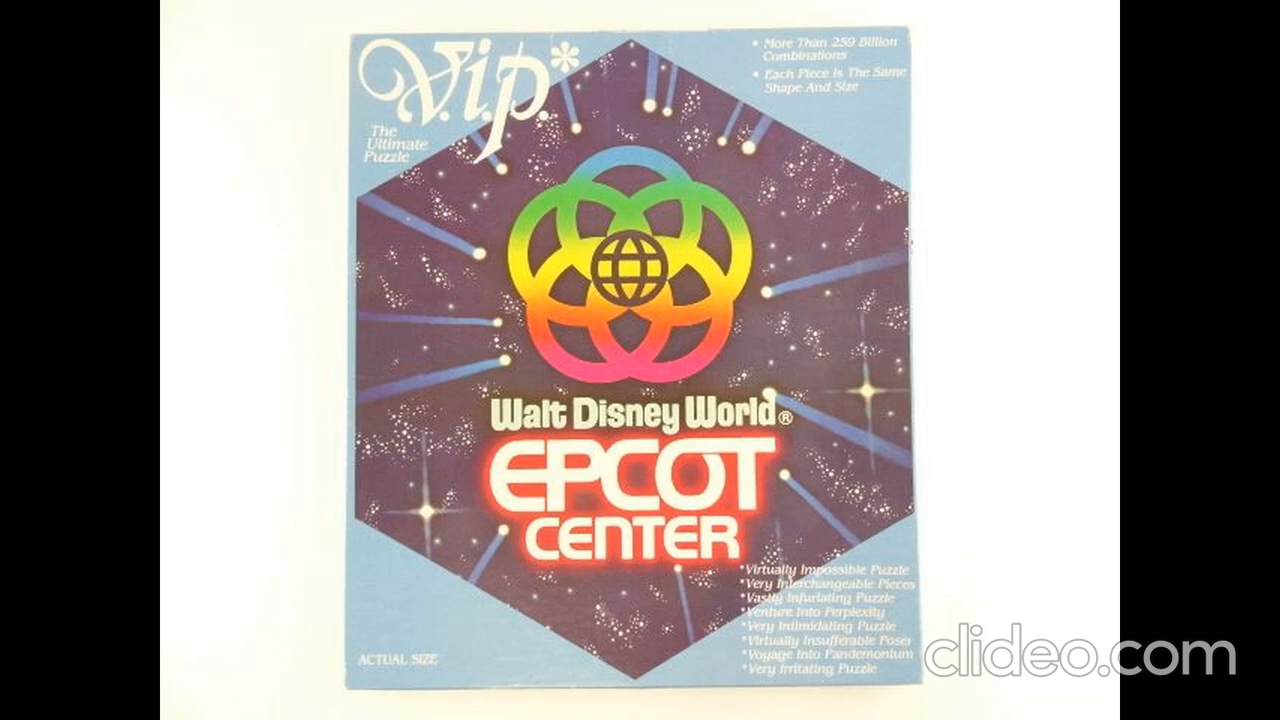 V.i.p.*
The
Ultimate
Puzzle
• More Than 259 Billion
Combinations
• Each Piece Is The Same
Shape And Size
Walt Disney World®
EPCOT
CENTER
*Virtually Impossible Puzzle
*Very Interchangeable Pieces
*Vastly Infuriating Puzzle
*Venture Into Perplexity
*Very Intimidating Puzzle
*Virtually Insufferable Poser
*Voyage Into Pandemonium
*Very Irritating Puzzle
ACTUAL SIZE
clideo.com